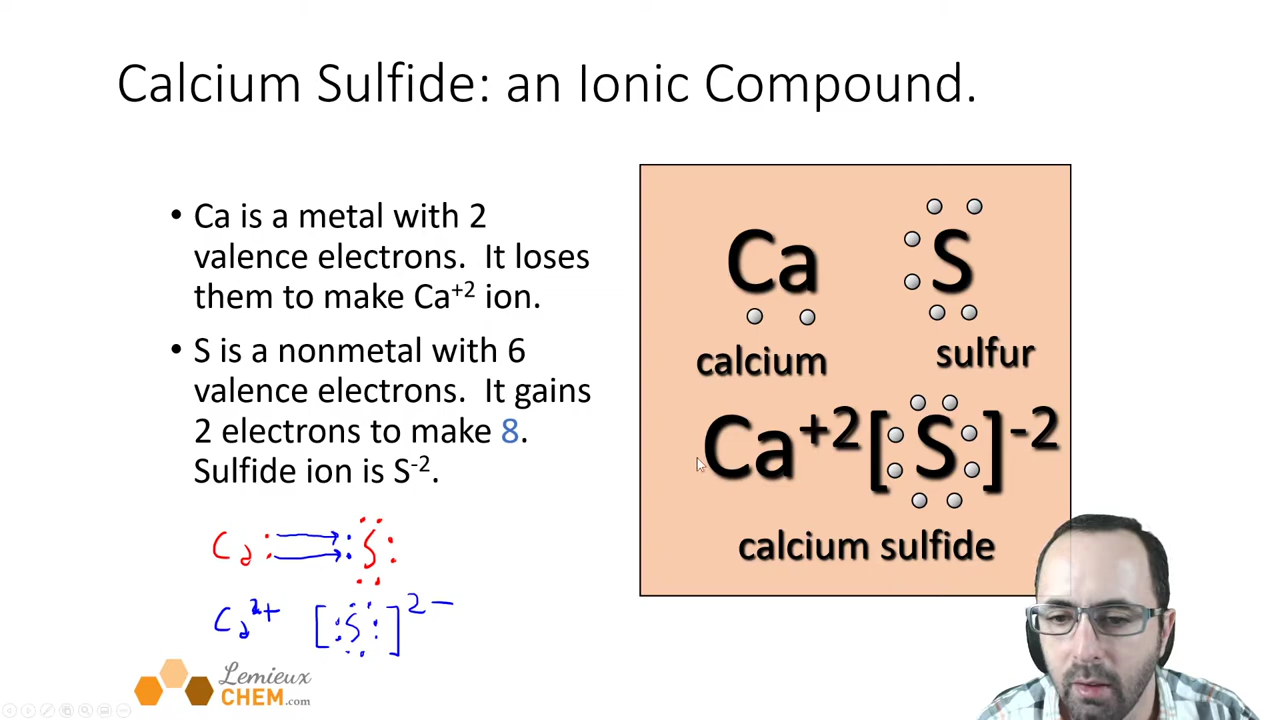 Calcium Sulfide: an Ionic Compound.
• Ca is a metal with 2
valence electrons. It loses
them to make Ca⁺² ion.
• S is a nonmetal with 6
valence electrons. It gains
2 electrons to make 8.
Sulfide ion is S⁻².
Ca S
calcium sulfur
Ca⁺²[S]⁻²
calcium sulfide
Ca: :S:
Ca²⁺ [:S:]²⁻
Lemieux
CHEM.com